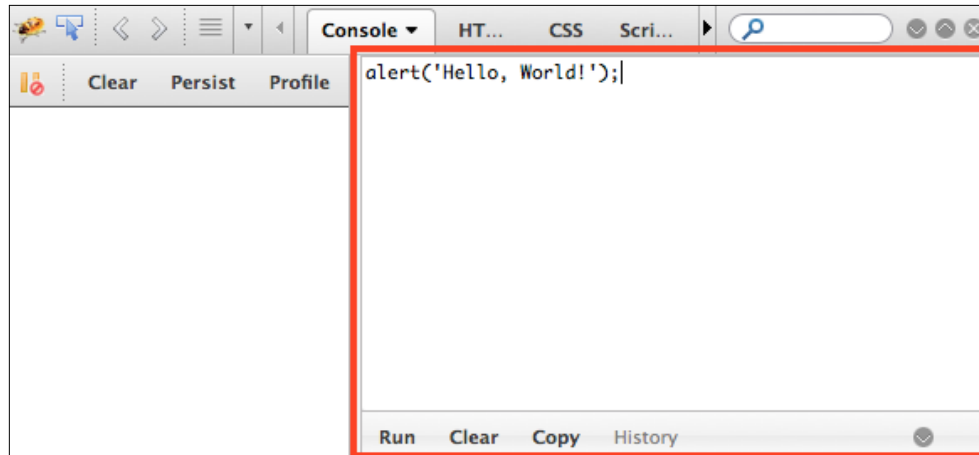 Console ▾ HT... CSS Scri...
Clear Persist Profile
alert('Hello, World!');
Run Clear Copy History